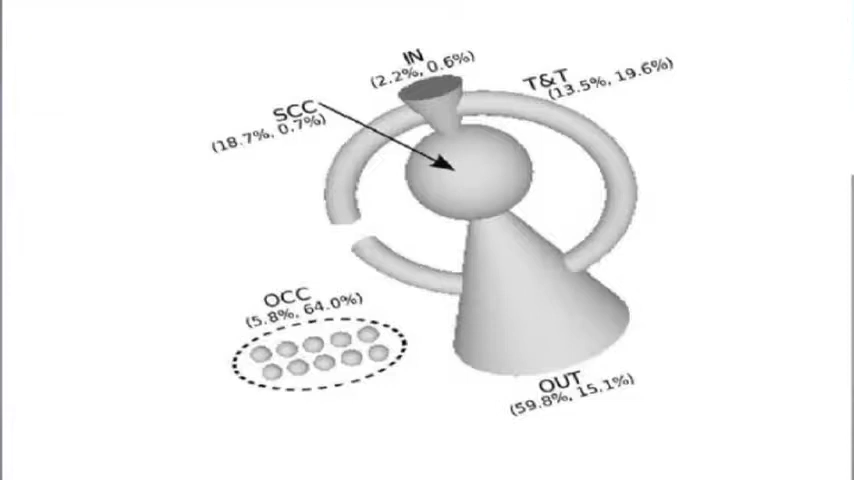 IN
(2.2%, 0.6%)
T&T
(13.5%, 19.6%)
SCC
(18.7%, 0.7%)
OCC
(5.8%, 64.0%)
OUT
(59.8%, 15.1%)